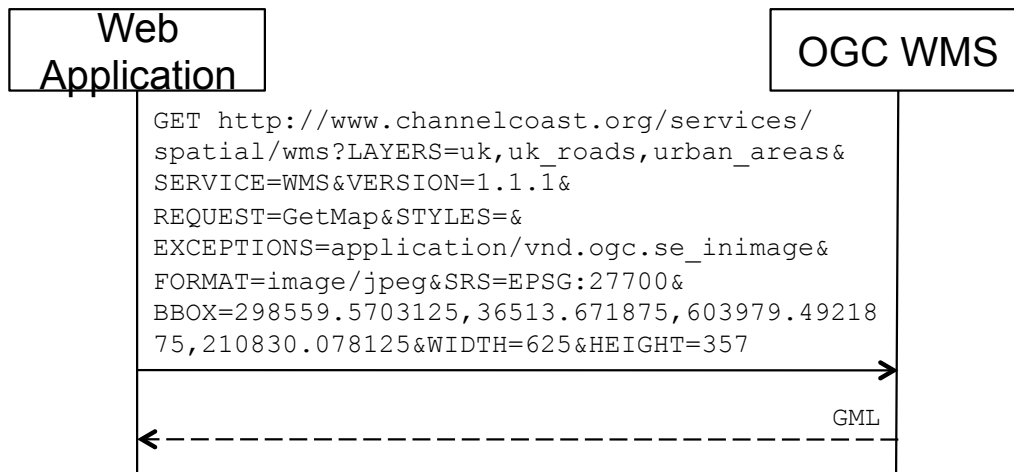 Web
Application
OGC WMS
GET http://www.channelcoast.org/services/
spatial/wms?LAYERS=uk,uk_roads,urban_areas&
SERVICE=WMS&VERSION=1.1.1&
REQUEST=GetMap&STYLES=&
EXCEPTIONS=application/vnd.ogc.se_inimage&
FORMAT=image/jpeg&SRS=EPSG:27700&
BBOX=298559.5703125,36513.671875,603979.49218
75,210830.078125&WIDTH=625&HEIGHT=357
GML